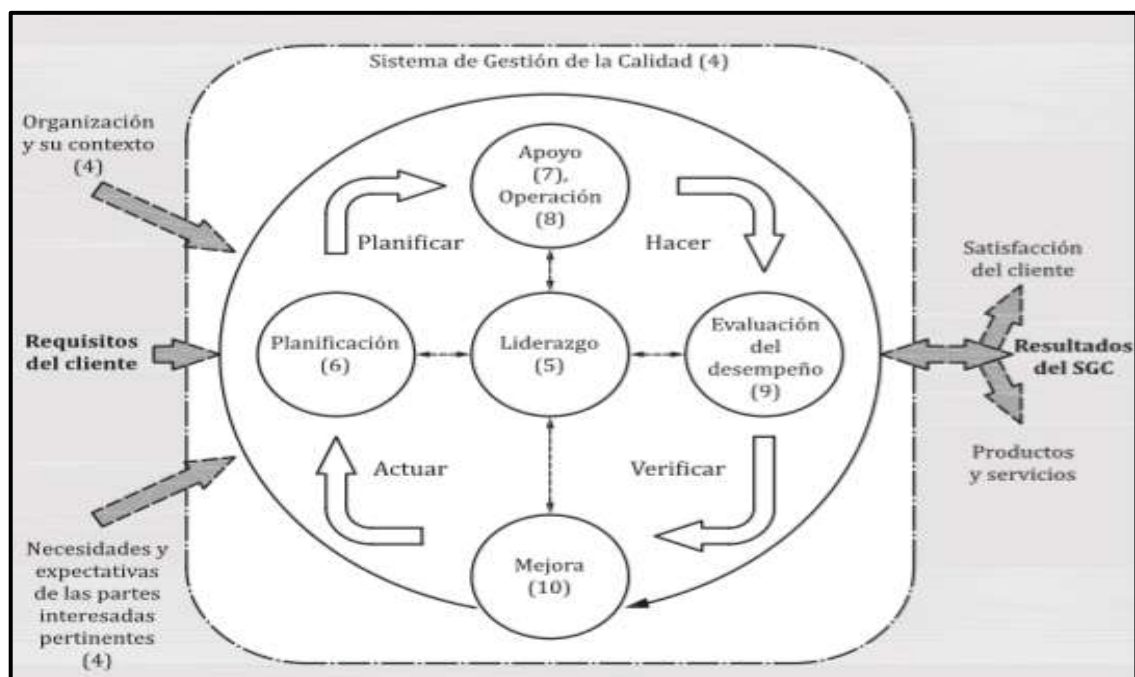 Sistema de Gestión de la Calidad (4)
Organización
y su contexto
(4)
Requisitos
del cliente
Necesidades y
expectativas
de las partes
interesadas
pertinentes
(4)
Apoyo
(7),
Operación
(8)
Planificar
Hacer
Planificación
(6)
Liderazgo
(5)
Evaluación
del
desempeño
(9)
Actuar
Verificar
Mejora
(10)
Satisfacción
del cliente
Resultados
del SGC
Productos
y servicios